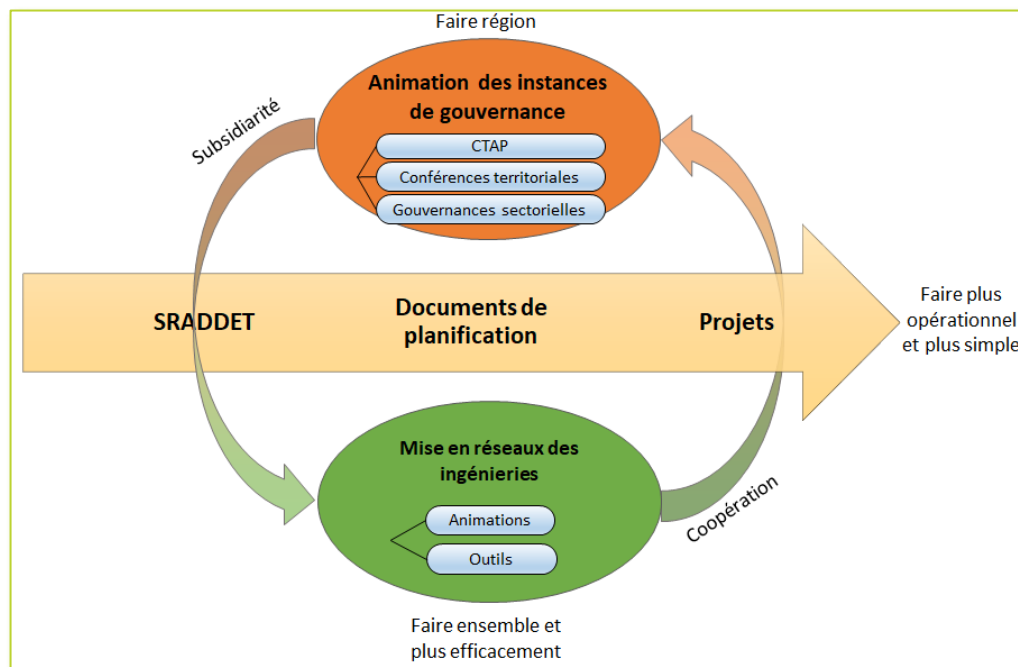 Faire région
Animation des instances
de gouvernance
CTAP
Conférences territoriales
Gouvernances sectorielles
Subsidiarité
SRADDET
Documents de
planification
Projets
Faire plus
opérationnel
et plus simple
Mise en réseaux des
ingénieries
Animations
Outils
Coopération
Faire ensemble et
plus efficacement